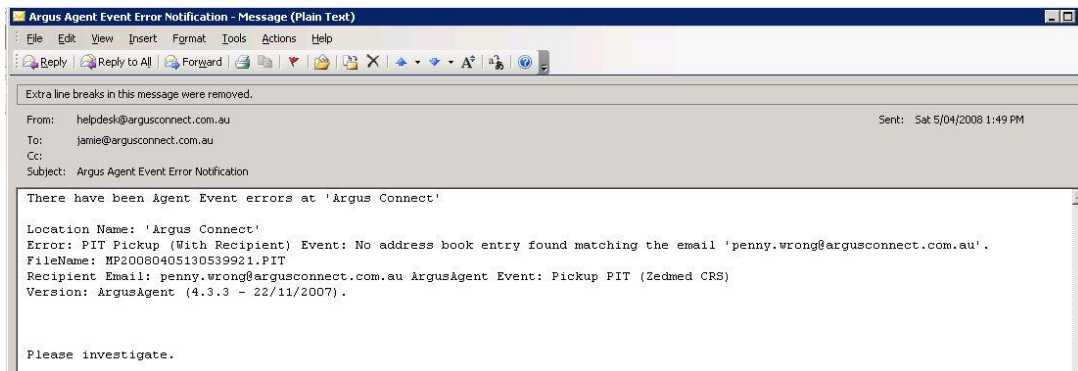 Argus Agent Event Error Notification - Message (Plain Text)
File Edit View Insert Format Tools Actions Help
Reply Reply to All Forward
Extra line breaks in this message were removed.
From: helpdesk@argusconnect.com.au Sent: Sat 5/04/2008 1:49 PM
To: jamie@argusconnect.com.au
Cc:
Subject: Argus Agent Event Error Notification
There have been Agent Event errors at 'Argus Connect'
Location Name: 'Argus Connect'
Error: PIT Pickup (With Recipient) Event: No address book entry found matching the email 'penny.wrong@argusconnect.com.au'.
FileName: MP20080405130539921.PIT
Recipient Email: penny.wrong@argusconnect.com.au ArgusAgent Event: Pickup PIT (Zedmed CRS)
Version: ArgusAgent (4.3.3 - 22/11/2007).
Please investigate.